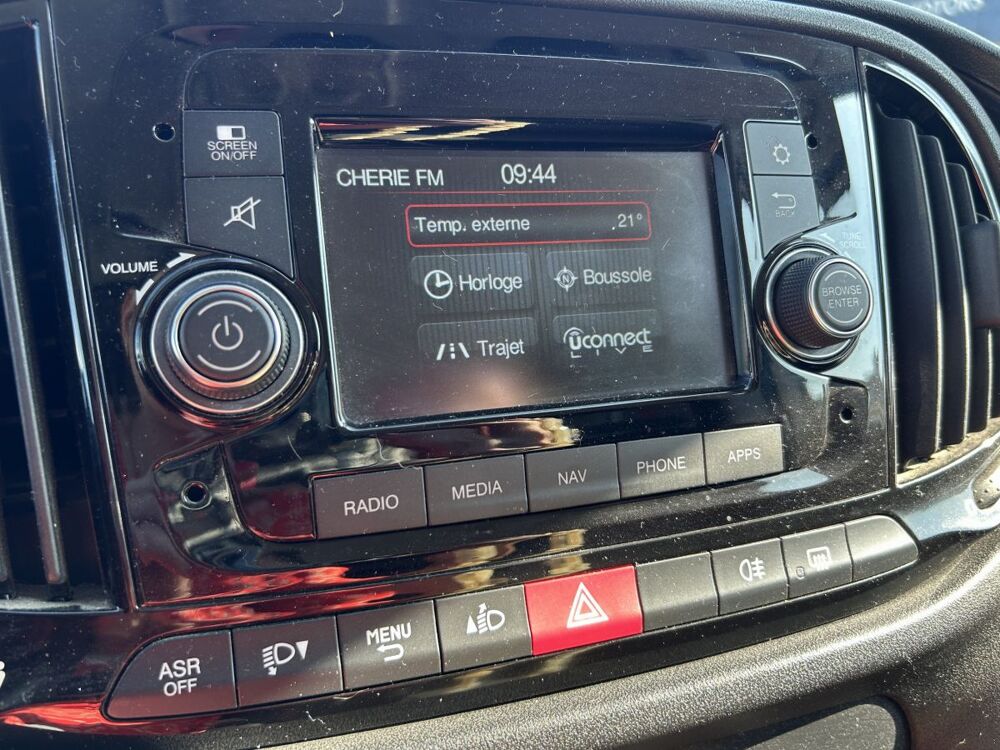 MOTORS
SCREEN
ON/OFF
CHERIE FM 09:44
Temp. externe .21°
Horloge
N Boussole
Trajet
uconnect
LIVE
BACK
TUNE
SCROLL
VOLUME
BROWSE
ENTER
RADIO
MEDIA
NAV
PHONE
APPS
ASR
OFF
MENU